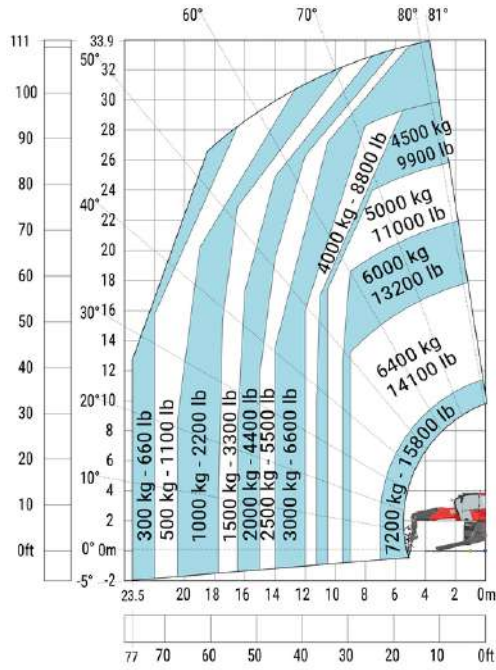 60° 70° 80° 81°
111 33.9
50°
100 32
30
90 28
4500 kg
9900 lb
26
4000 kg - 8800 lb
80 24
5000 kg
11000 lb
40° 22
70
20
6000 kg
13200 lb
60 18
30° 16
50
14
6400 kg
14100 lb
40 12
20° 10
30
8
300 kg - 660 lb
500 kg - 1100 lb
1000 kg - 2200 lb
1500 kg - 3300 lb
2000 kg - 4400 lb
2500 kg - 5500 lb
3000 kg - 6600 lb
7200 kg - 15800 lb
20 6
10° 4
10 2
0ft 0° 0m
-5° -2
23.5 20 18 16 14 12 10 8 6 4 2 0m
77 70 60 50 40 30 20 10 0ft